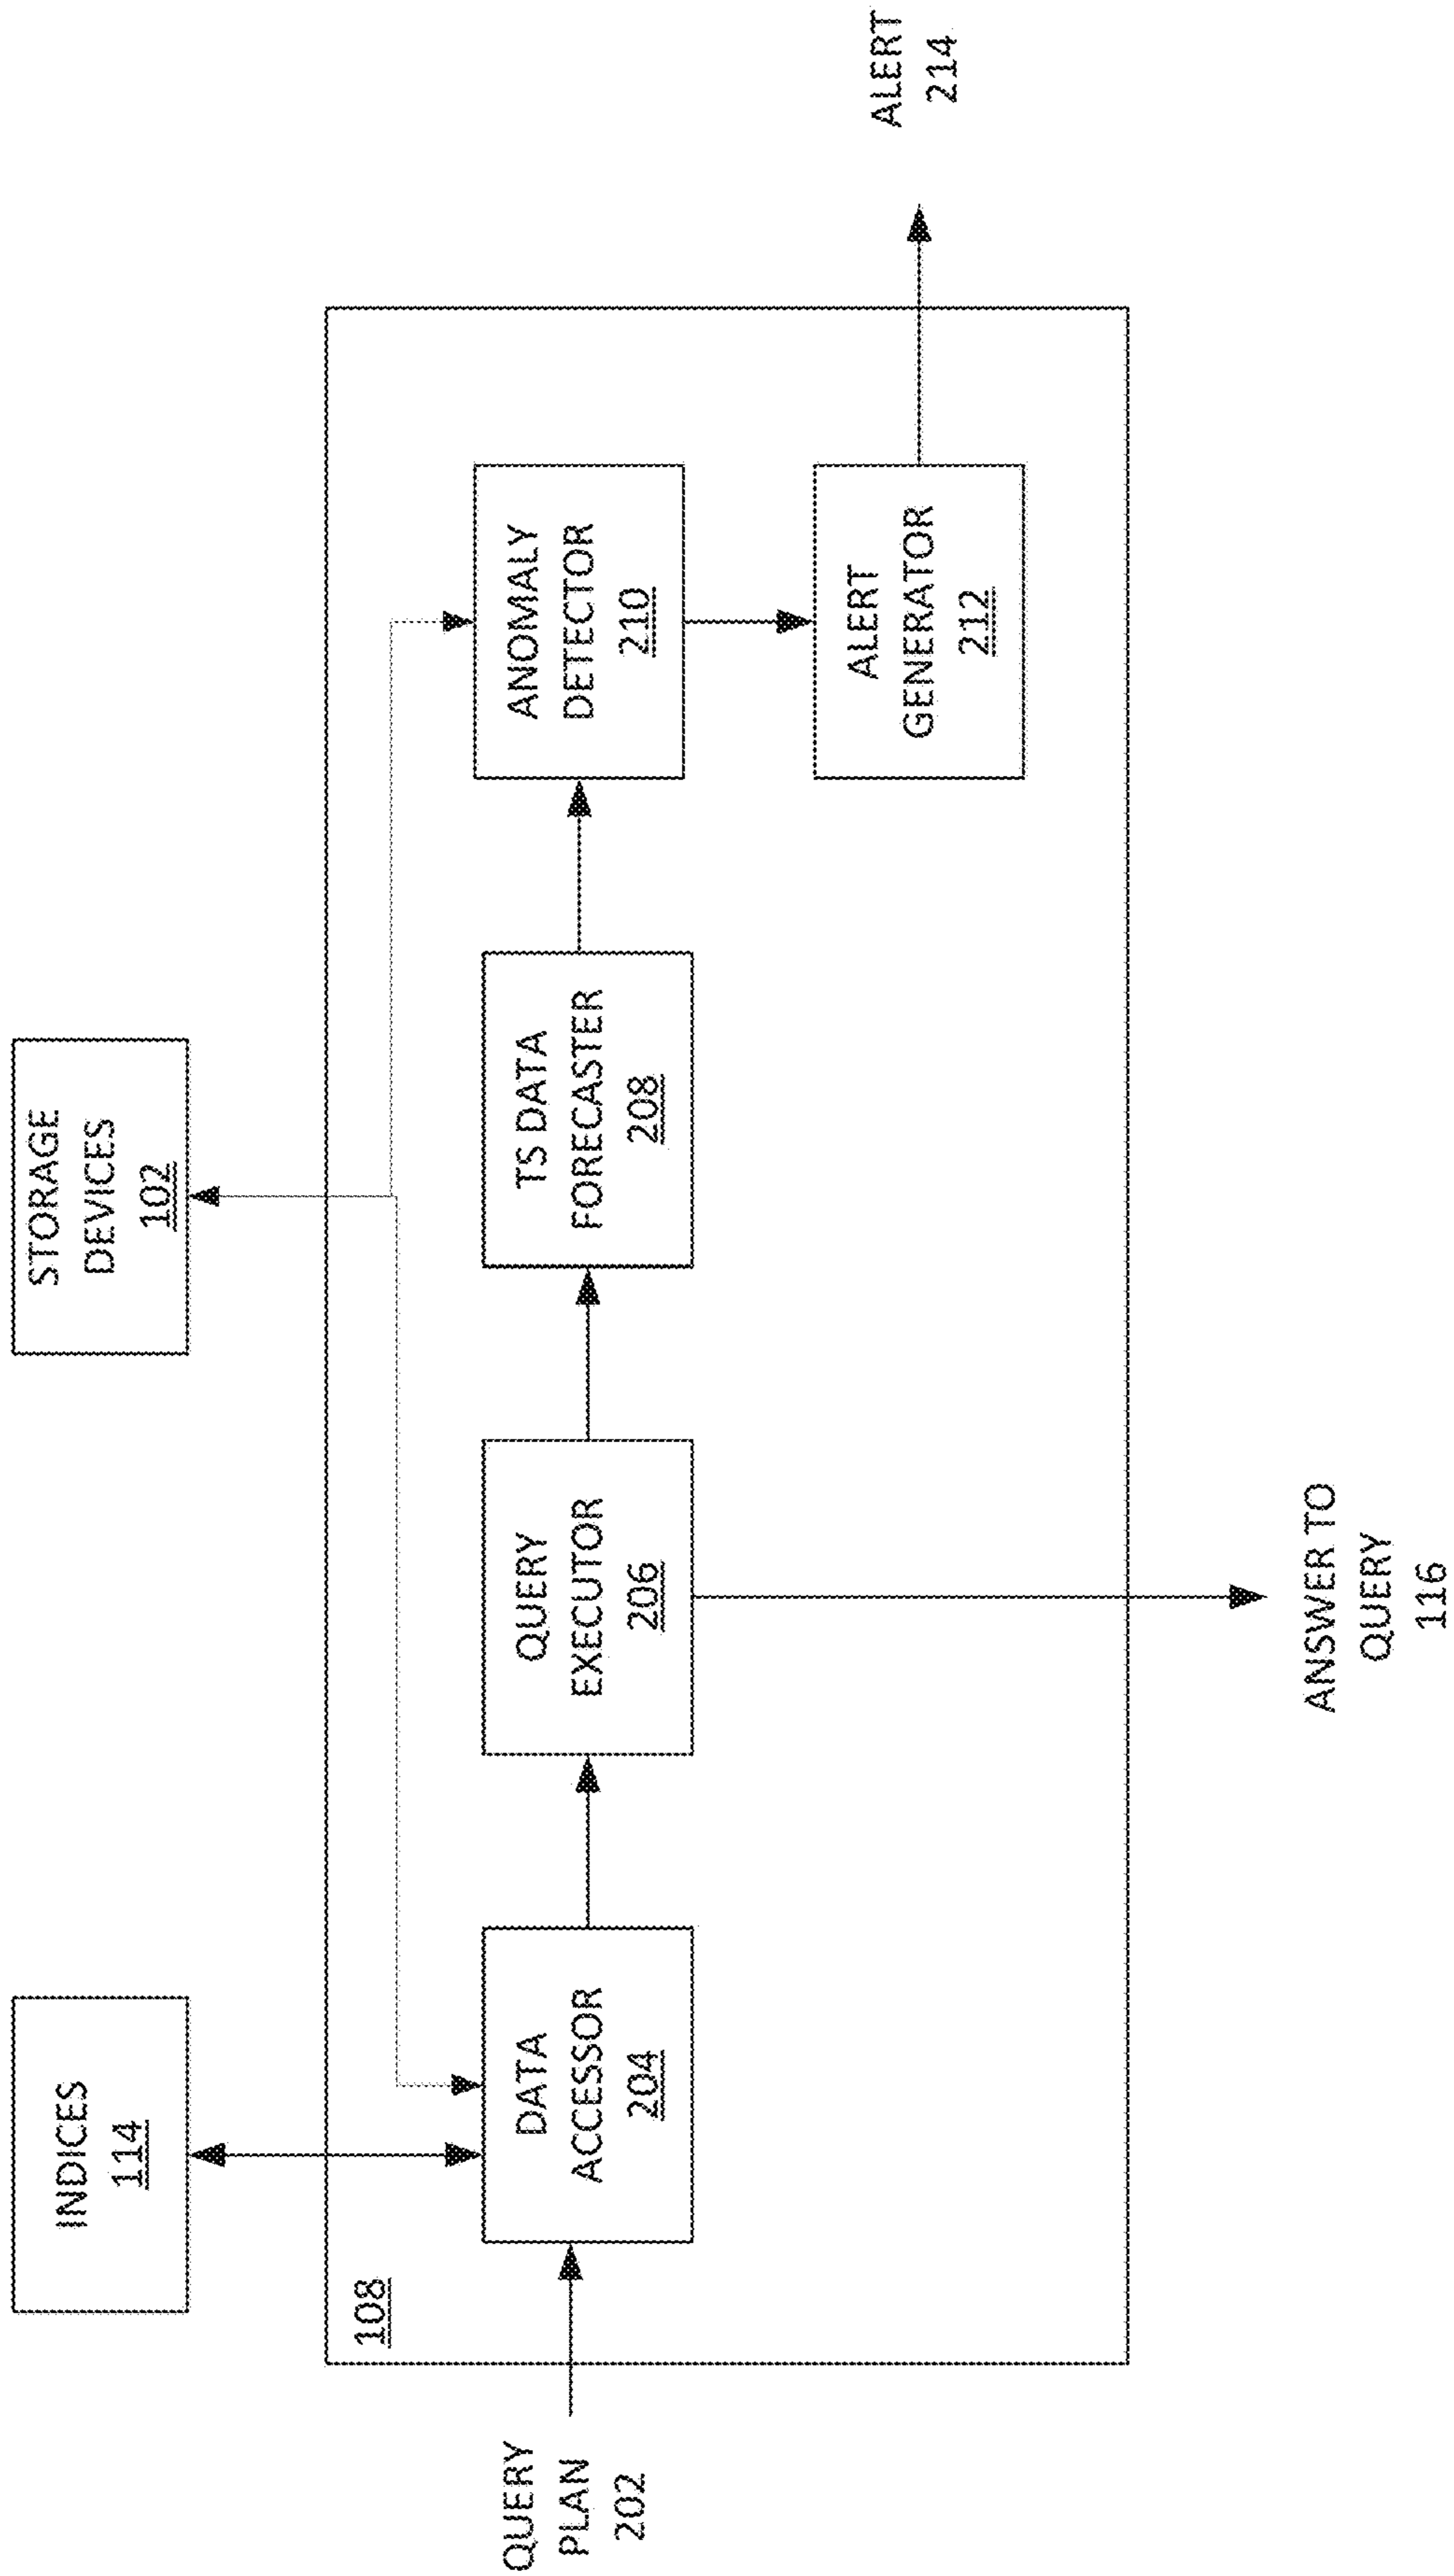 INDICES
114
STORAGE
DEVICES
102
108
QUERY
PLAN
202
DATA
ACCESSOR
204
QUERY
EXECUTOR
206
TS DATA
FORECASTER
208
ANOMALY
DETECTOR
210
ALERT
GENERATOR
212
ALERT
214
ANSWER TO
QUERY
116